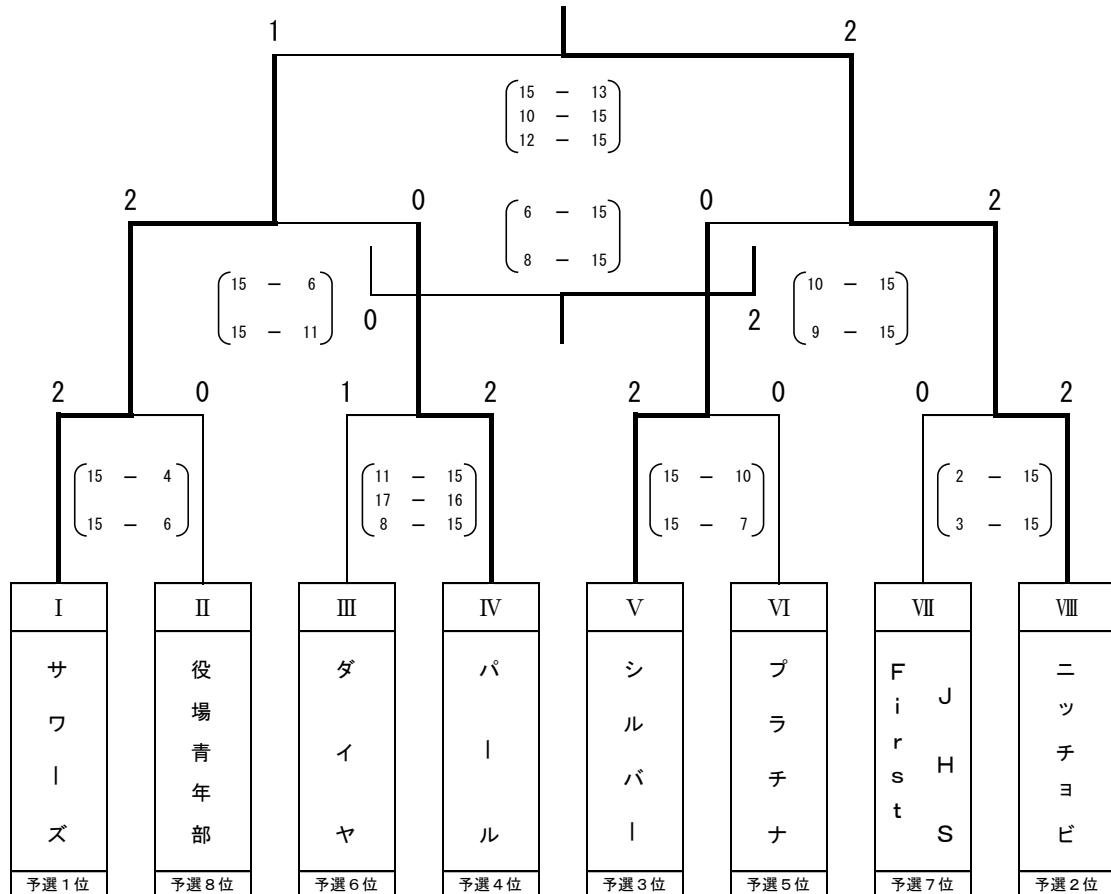 1 2
15 － 13
10 － 15
12 － 15
2 0 0 2
6 － 15
8 － 15
15 － 6
15 － 11
0 2
10 － 15
9 － 15
2 0 1 2 2 0 0 2
15 － 4
15 － 6
11 － 15
17 － 16
8 － 15
15 － 10
15 － 7
2 － 15
3 － 15
Ⅰ Ⅱ Ⅲ Ⅳ Ⅴ Ⅵ Ⅶ Ⅷ
サワーズ
役場青年部
ダイヤ
パール
シルバー
プラチナ
JHS
First
ニッチョビ
予選1位 予選8位 予選6位 予選4位 予選3位 予選5位 予選7位 予選2位